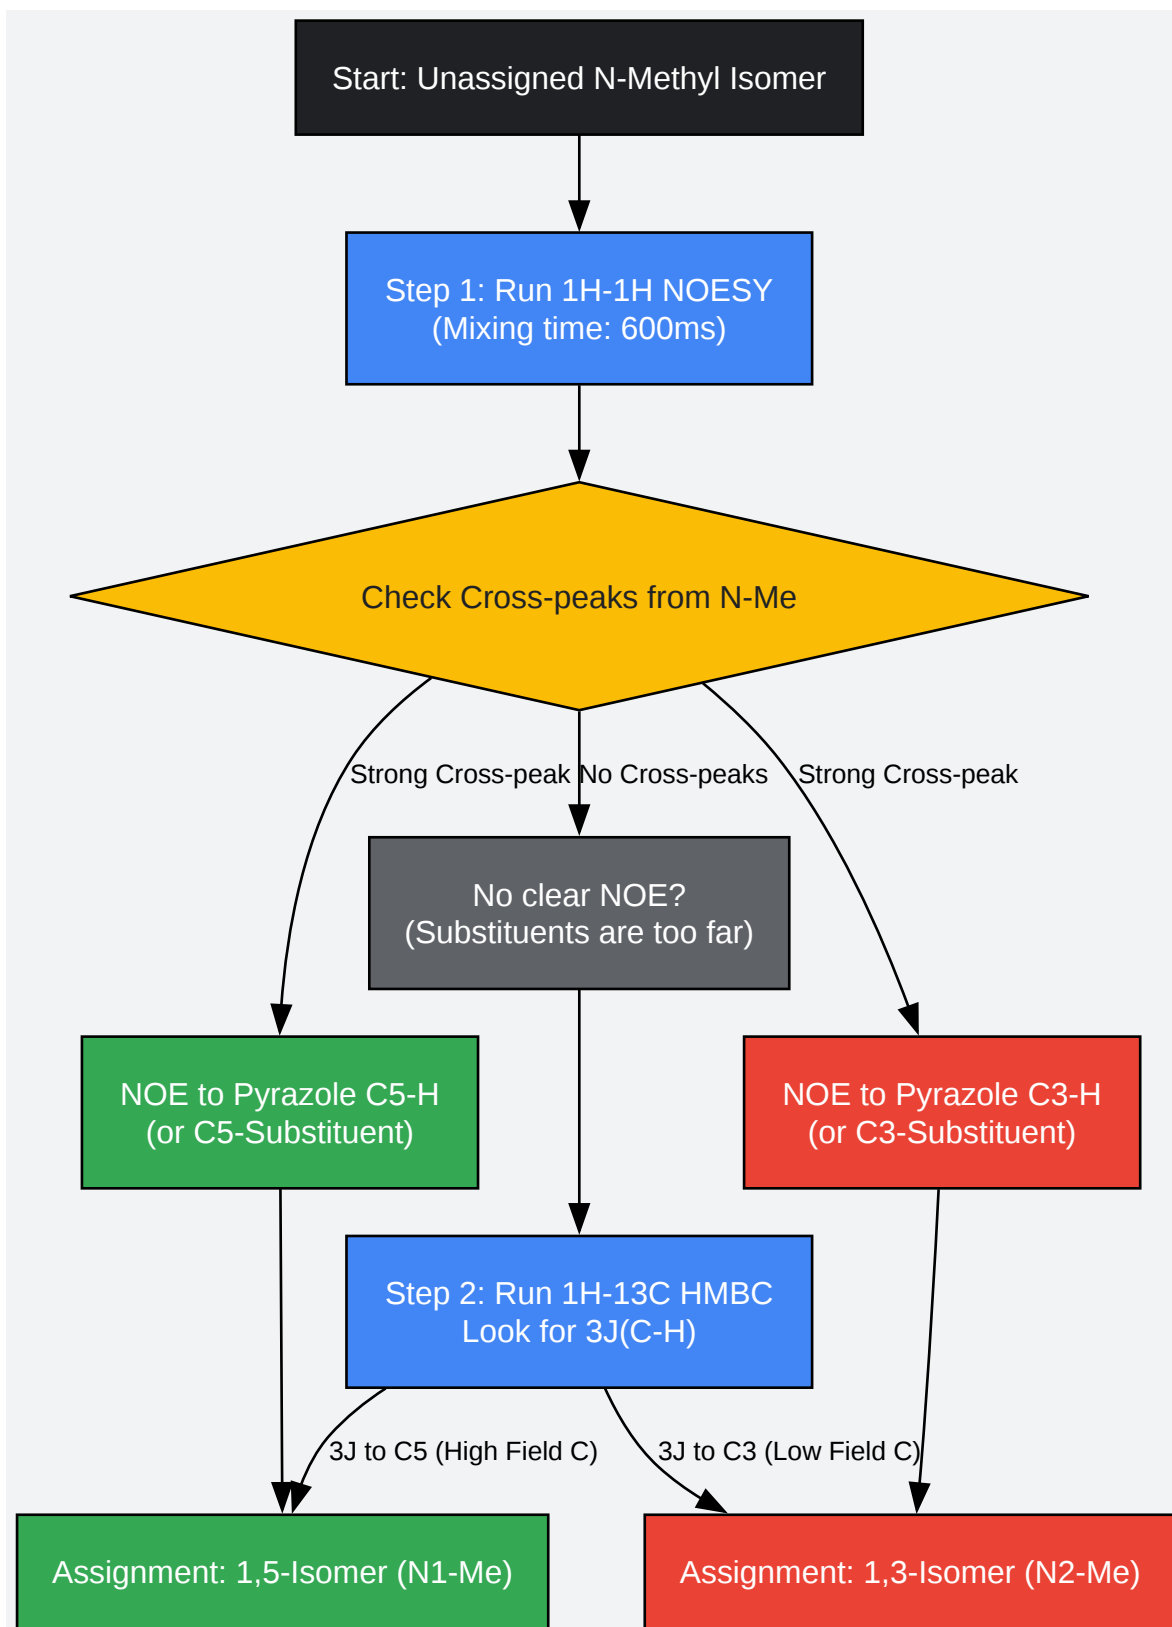 Start: Unassigned N-Methyl Isomer
Step 1: Run 1H-1H NOESY
(Mixing time: 600ms)
Check Cross-peaks from N-Me
Strong Cross-peak
No Cross-peaks
Strong Cross-peak
No clear NOE?
(Substituents are too far)
NOE to Pyrazole C5-H
(or C5-Substituent)
NOE to Pyrazole C3-H
(or C3-Substituent)
Step 2: Run 1H-13C HMBC
Look for 3J(C-H)
3J to C5 (High Field C)
3J to C3 (Low Field C)
Assignment: 1,5-Isomer (N1-Me)
Assignment: 1,3-Isomer (N2-Me)